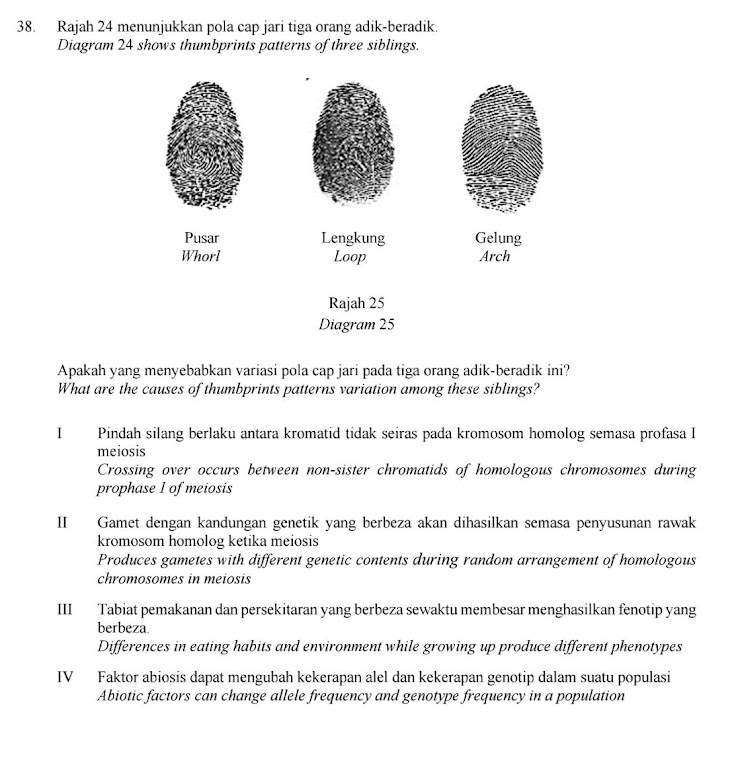 38. Rajah 24 menunjukkan pola cap jari tiga orang adik-beradik.
Diagram 24 shows thumbprints patterns of three siblings.
Pusar Lengkung Gelung
Whorl Loop Arch
Rajah 25
Diagram 25
Apakah yang menyebabkan variasi pola cap jari pada tiga orang adik-beradik ini?
What are the causes of thumbprints patterns variation among these siblings?
I Pindah silang berlaku antara kromatid tidak seiras pada kromosom homolog semasa profasa I
meiosis
Crossing over occurs between non-sister chromatids of homologous chromosomes during
prophase I of meiosis
II Gamet dengan kandungan genetik yang berbeza akan dihasilkan semasa penyusunan rawak
kromosom homolog ketika meiosis
Produces gametes with different genetic contents during random arrangement of homologous
chromosomes in meiosis
III Tabiat pemakanan dan persekitaran yang berbeza sewaktu membesar menghasilkan fenotip yang
berbeza.
Differences in eating habits and environment while growing up produce different phenotypes
IV Faktor abiosis dapat mengubah kekerapan alel dan kekerapan genotip dalam suatu populasi
Abiotic factors can change allele frequency and genotype frequency in a population